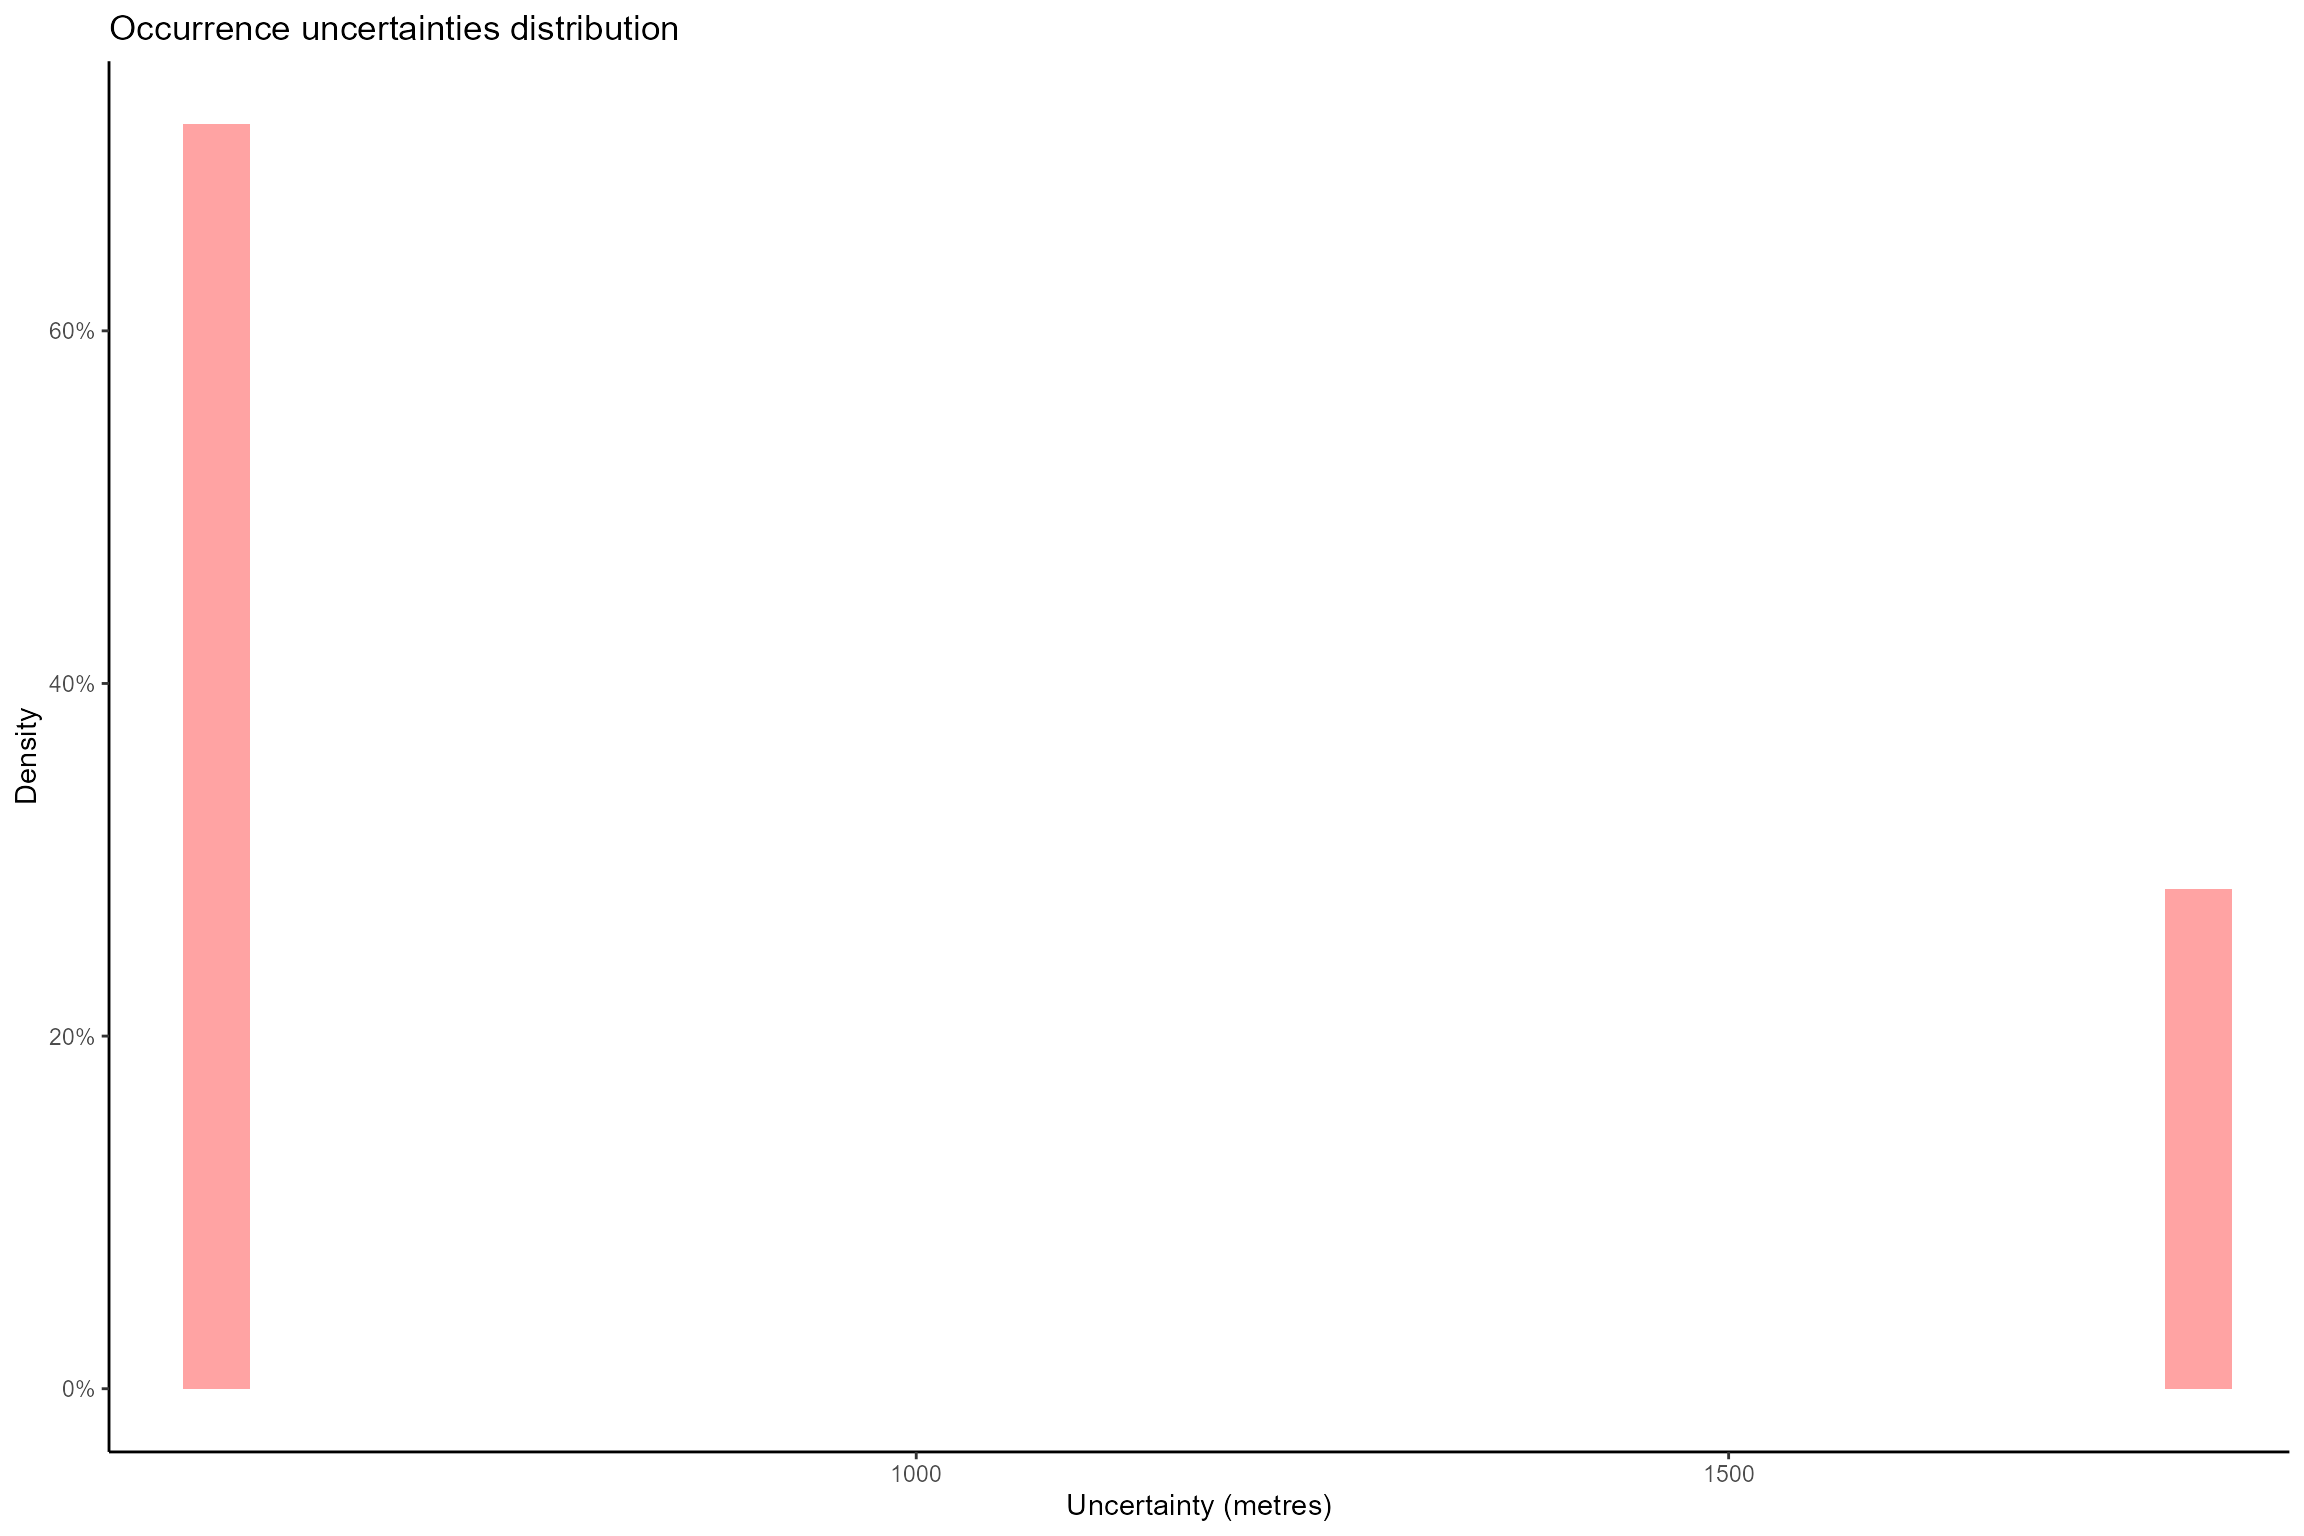 Occurrence uncertainties distribution
60%
40%
20%
0%
Density
1000
1500
Uncertainty (metres)